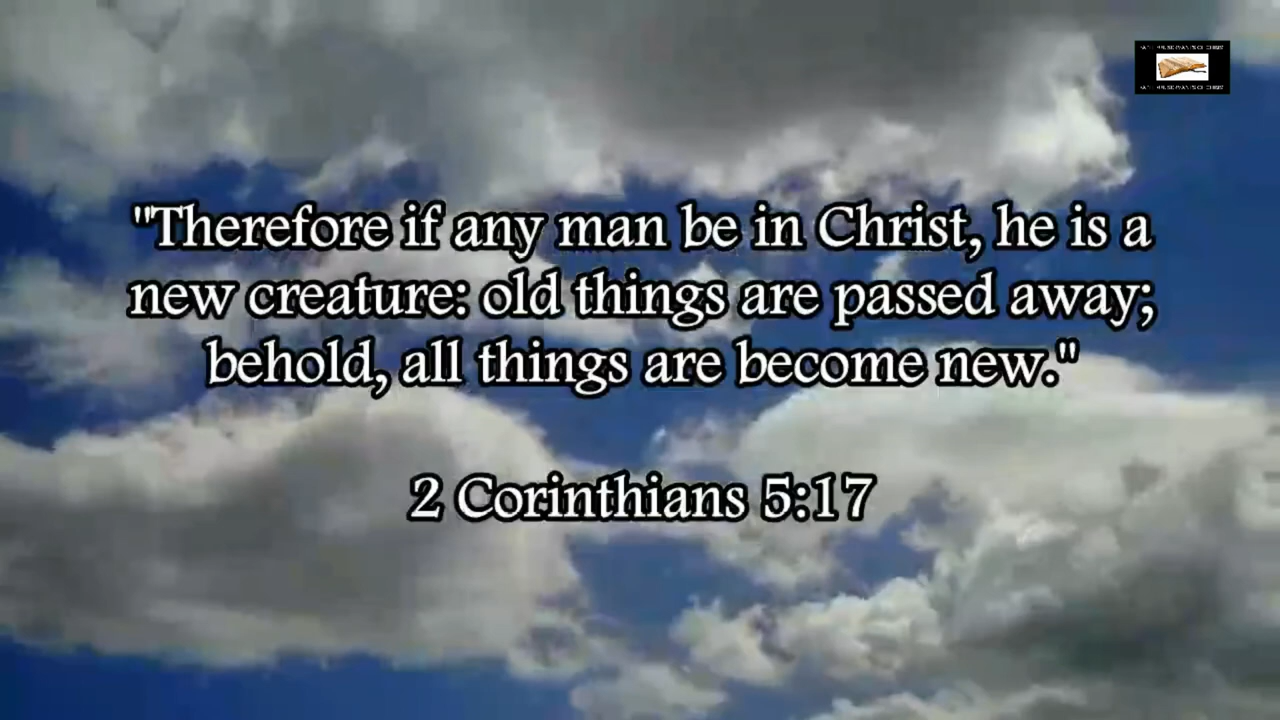 "Therefore if any man be in Christ, he is a
new creature: old things are passed away;
behold, all things are become new."
2 Corinthians 5:17